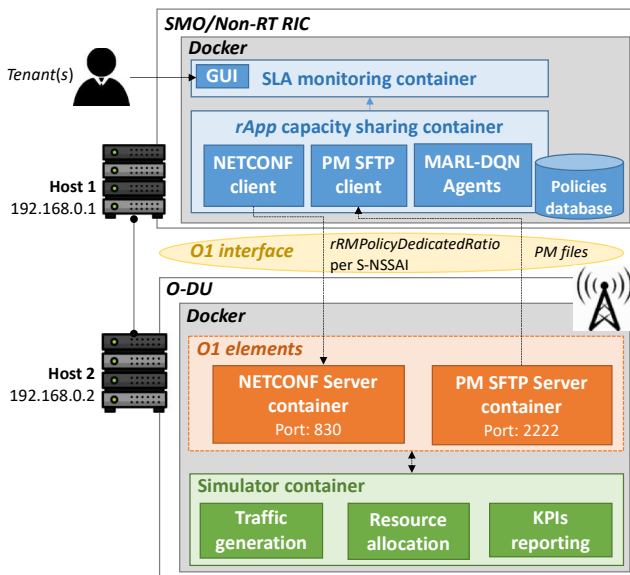 SMO/Non-RT RIC
Docker
Tenant(s)
GUI
SLA monitoring container
rApp capacity sharing container
NETCONF
client
PM SFTP
client
MARL-DQN
Agents
Policies
database
Host 1
192.168.0.1
O1 interface
rRMPolicyDedicatedRatio
per S-NSSAI
PM files
O-DU
Docker
O1 elements
NETCONF Server
container
Port: 830
PM SFTP Server
container
Port: 2222
Host 2
192.168.0.2
Simulator container
Traffic
generation
Resource
allocation
KPIs
reporting